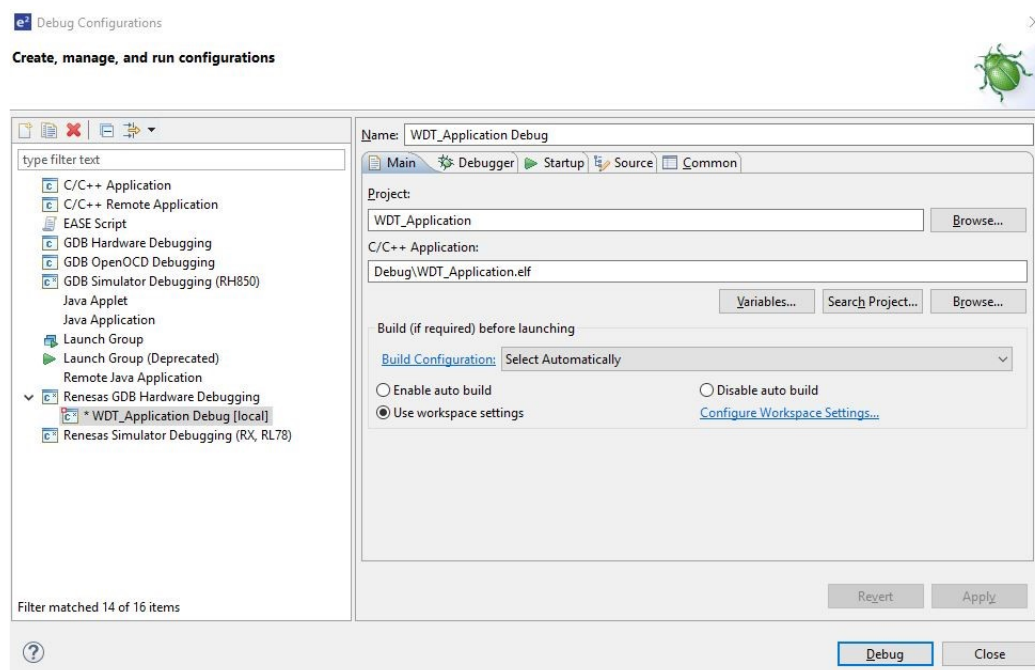 e² Debug Configurations
Create, manage, and run configurations
type filter text
C/C++ Application
C/C++ Remote Application
EASE Script
GDB Hardware Debugging
GDB OpenOCD Debugging
GDB Simulator Debugging (RH850)
Java Applet
Java Application
Launch Group
Launch Group (Deprecated)
Remote Java Application
Renesas GDB Hardware Debugging
* WDT_Application Debug [local]
Renesas Simulator Debugging (RX, RL78)
Filter matched 14 of 16 items
Name: WDT_Application Debug
Main Debugger Startup Source Common
Project:
WDT_Application Browse...
C/C++ Application:
Debug\WDT_Application.elf
Variables... Search Project... Browse...
Build (if required) before launching
Build Configuration: Select Automatically
Enable auto build Disable auto build
Use workspace settings Configure Workspace Settings...
Revert Apply
? Debug Close